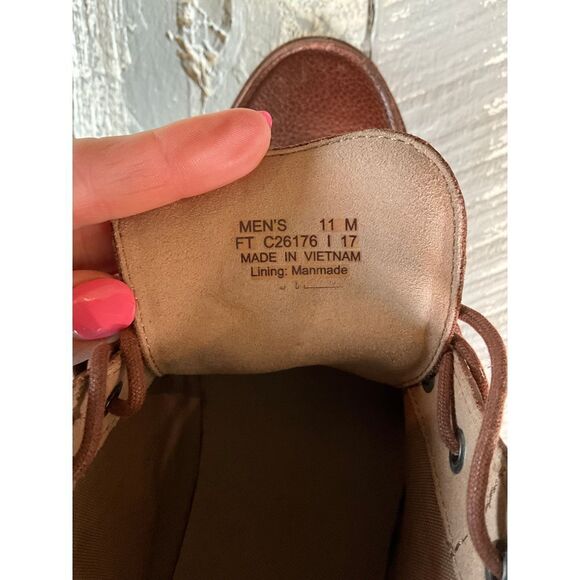 MEN'S 11 M
FT C26176 I 17
MADE IN VIETNAM
Lining: Manmade